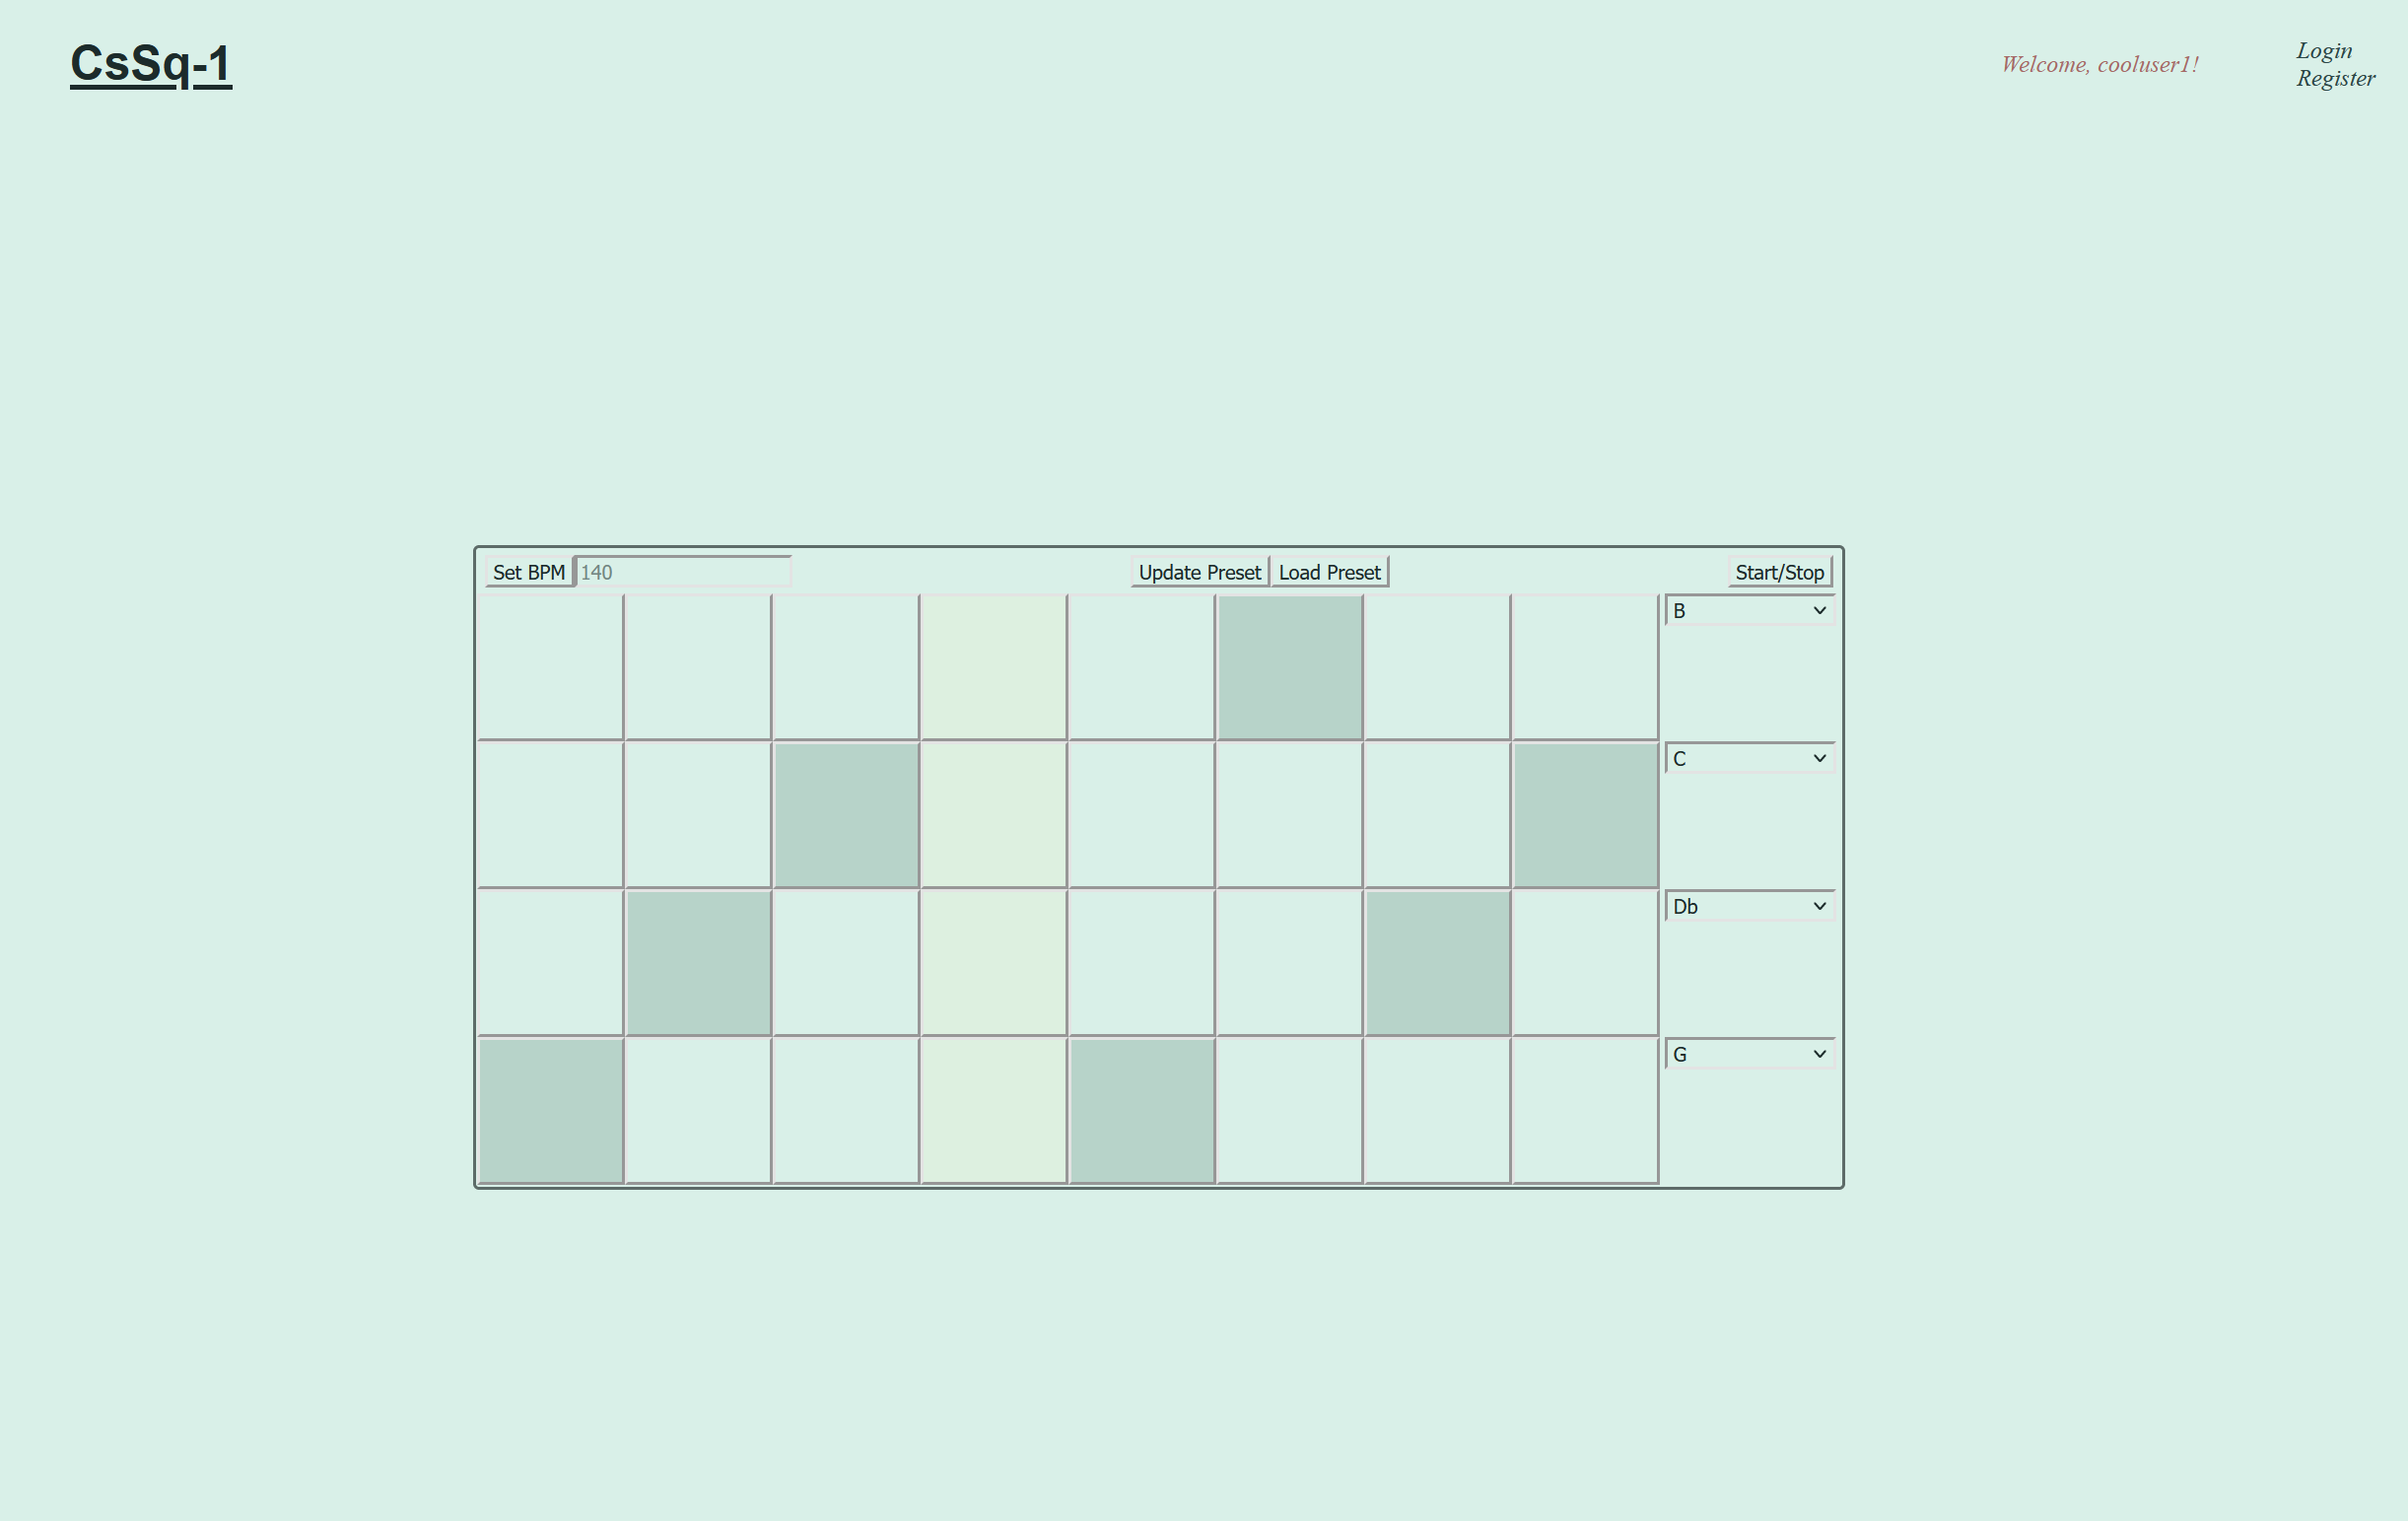 CsSq-1
Welcome, cooluser1!
Login
Register
Set BPM 140 Update Preset Load Preset Start/Stop
B
C
Db
G